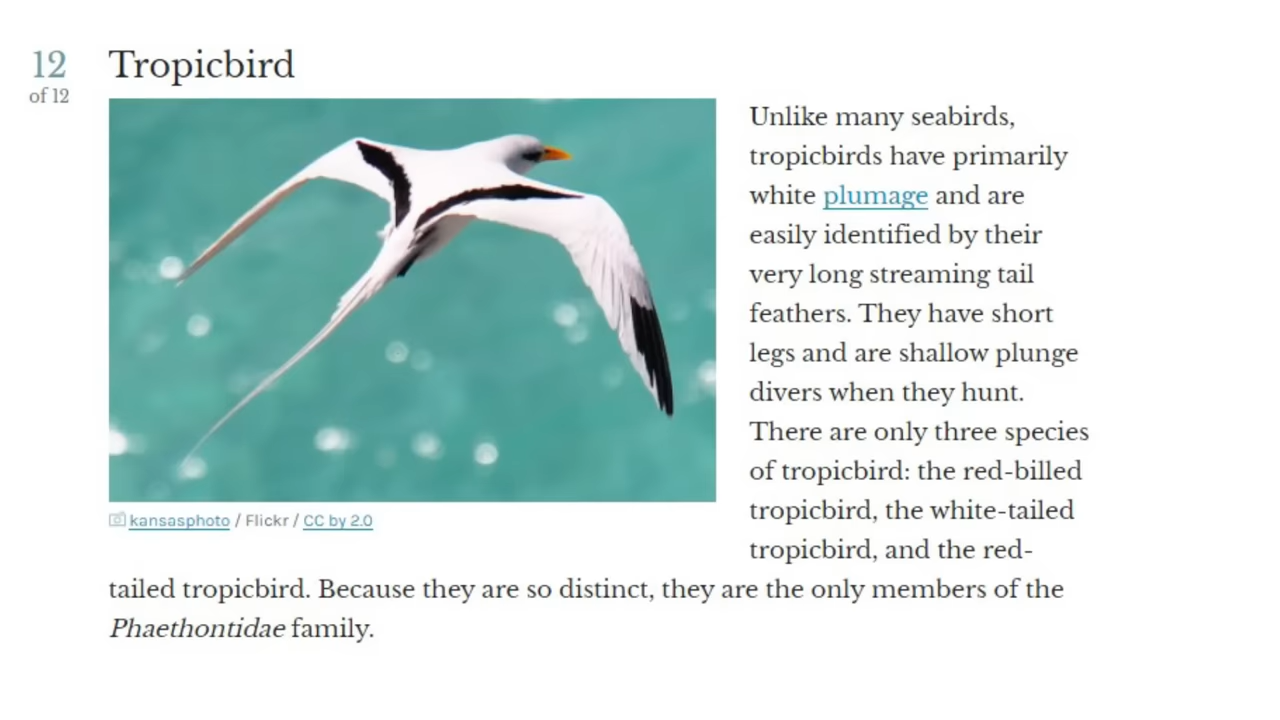 12
of 12
Tropicbird
Unlike many seabirds,
tropicbirds have primarily
white plumage and are
easily identified by their
very long streaming tail
feathers. They have short
legs and are shallow plunge
divers when they hunt.
There are only three species
of tropicbird: the red-billed
tropicbird, the white-tailed
tropicbird, and the red-
tailed tropicbird. Because they are so distinct, they are the only members of the
Phaethontidae family.
kansasphoto / Flickr / CC by 2.0